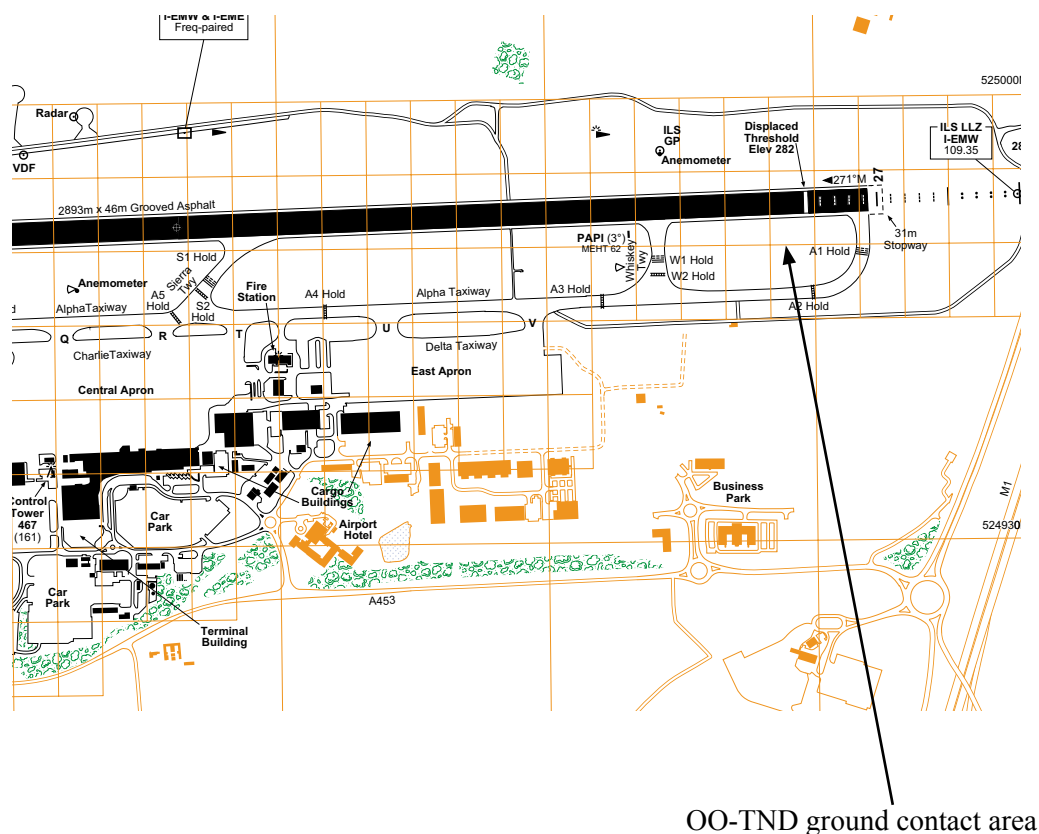 I-EMW & I-EME
Freq-paired
525000
Radar
ILS
GP
Anemometer
Displaced
Threshold
Elev 282
ILS LLZ
I-EMW
109.35
28
VDF
271°M
27
2893m x 46m Grooved Asphalt
31m
Stopway
PAPI (3°)
MEHT 62
Whiskey
Twy
W1 Hold
W2 Hold
A1 Hold
S1 Hold
Sierra
Twy
Anemometer
Fire
Station
A5
Hold
S2
Hold
A4 Hold
Alpha Taxiway
A3 Hold
A2 Hold
AlphaTaxiway
Q
R
T
U
V
CharlieTaxiway
Delta Taxiway
East Apron
Central Apron
Control
Tower
467
(161)
Car
Park
Cargo
Buildings
Airport
Hotel
Business
Park
M1
524930
Car
Park
A453
Terminal
Building
OO-TND ground contact area